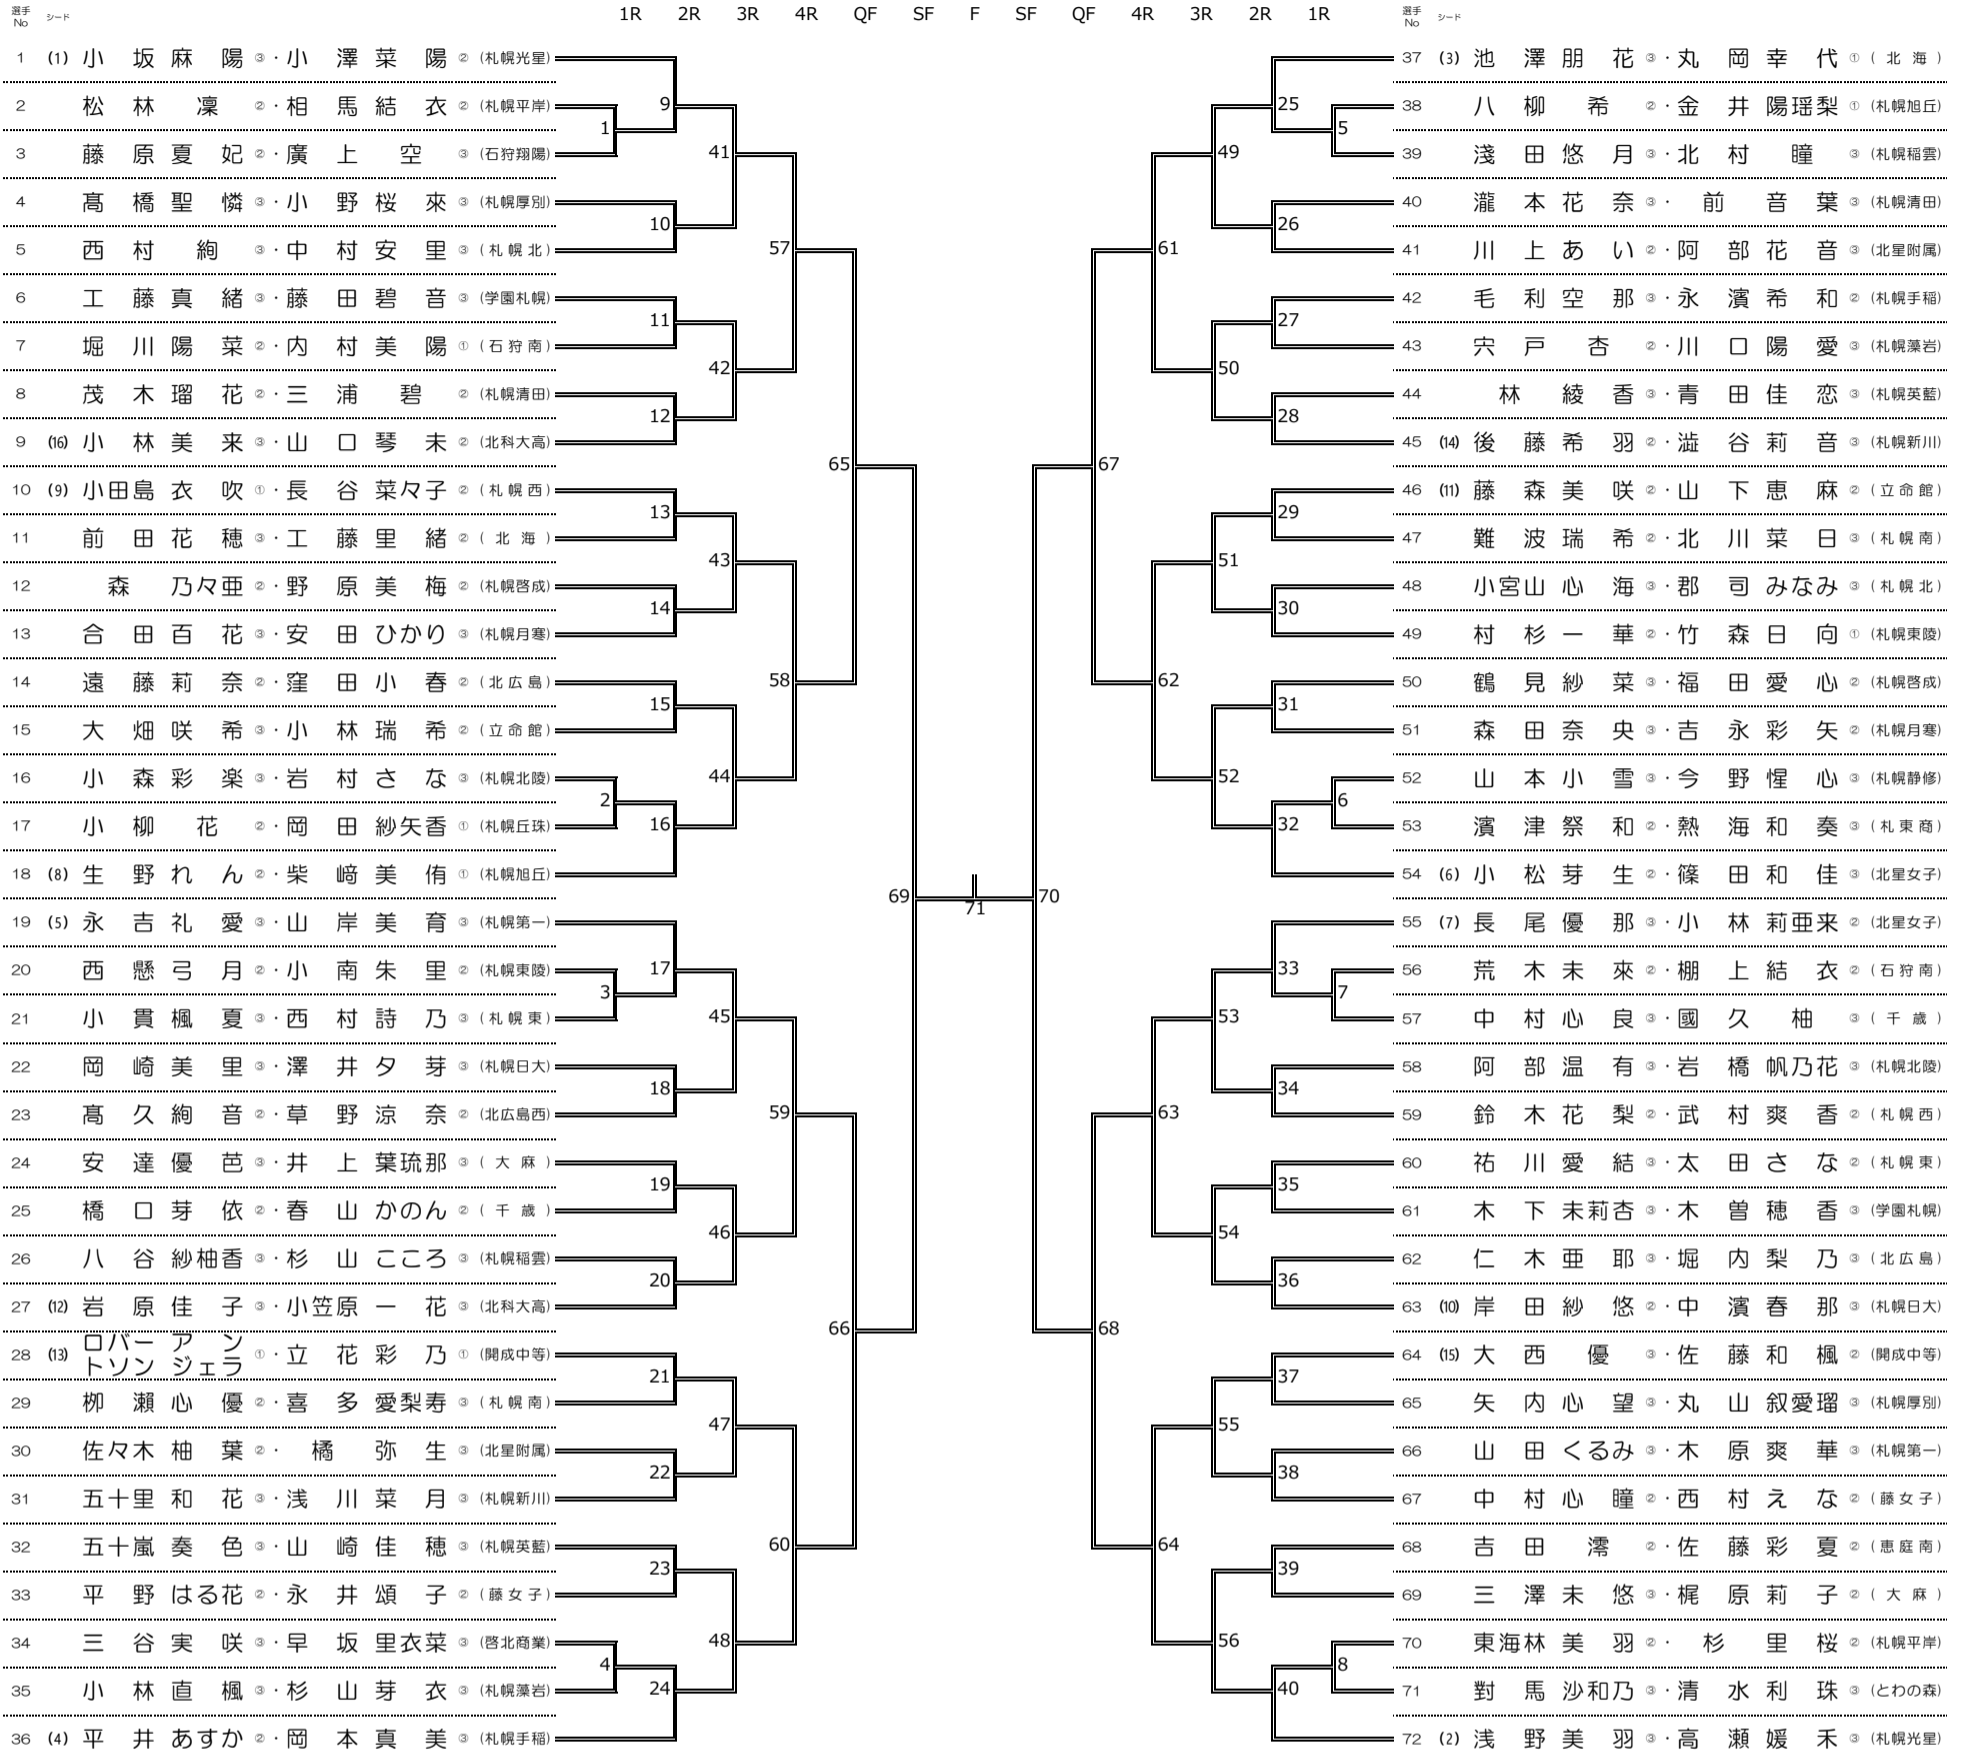 選手No シード 1R 2R 3R 4R QF SF F SF QF 4R 3R 2R 1R 選手No シード
1 (1) 小坂麻陽③・小澤菜陽② (札幌光星)
2 松林凜②・相馬結衣② (札幌平岸)
3 藤原夏妃②・廣上空③ (石狩翔陽)
4 髙橋聖憐③・小野桜來③ (札幌厚別)
5 西村絢③・中村安里③ (札幌北)
6 工藤真緒③・藤田碧音③ (学園札幌)
7 堀川陽菜②・内村美陽① (石狩南)
8 茂木瑠花②・三浦碧② (札幌清田)
9 (16) 小林美来③・山口琴未② (北科大高)
10 (9) 小田島衣吹①・長谷菜々子② (札幌西)
11 前田花穂③・工藤里緒② (北海)
12 森乃々亜②・野原美梅② (札幌啓成)
13 合田百花③・安田ひかり③ (札幌月寒)
14 遠藤莉奈②・窪田小春② (北広島)
15 大畑咲希③・小林瑞希② (立命館)
16 小森彩楽③・岩村さな③ (札幌北陵)
17 小柳花②・岡田紗矢香① (札幌丘珠)
18 (8) 生野れん②・柴﨑美侑① (札幌旭丘)
19 (5) 永吉礼愛③・山岸美育③ (札幌第一)
20 西懸弓月②・小南朱里② (札幌東陵)
21 小貫楓夏③・西村詩乃③ (札幌東)
22 岡崎美里③・澤井夕芽③ (札幌日大)
23 髙久絢音②・草野涼奈② (北広島西)
24 安達優芭③・井上葉琉那③ (大麻)
25 橋口芽依②・春山かのん② (千歳)
26 八谷紗柚香③・杉山こころ③ (札幌稲雲)
27 (12) 岩原佳子③・小笠原一花③ (北科大高)
28 (13) ロバートソン アンジェラ①・立花彩乃① (開成中等)
29 栁瀨心優②・喜多愛梨寿③ (札幌南)
30 佐々木柚葉②・橘弥生③ (北星附属)
31 五十里和花③・浅川菜月③ (札幌新川)
32 五十嵐奏色③・山崎佳穂③ (札幌英藍)
33 平野はる花②・永井頌子② (藤女子)
34 三谷実咲③・早坂里衣菜③ (啓北商業)
35 小林直楓③・杉山芽衣③ (札幌藻岩)
36 (4) 平井あすか②・岡本真美③ (札幌手稲)
37 (3) 池澤朋花③・丸岡幸代① (北海)
38 八柳希②・金井陽瑶梨① (札幌旭丘)
39 淺田悠月③・北村瞳③ (札幌稲雲)
40 瀧本花奈③・前音葉③ (札幌清田)
41 川上あい②・阿部花音③ (北星附属)
42 毛利空那③・永濱希和② (札幌手稲)
43 宍戸杏②・川口陽愛③ (札幌藻岩)
44 林綾香③・青田佳恋③ (札幌英藍)
45 (14) 後藤希羽②・澁谷莉音③ (札幌新川)
46 (11) 藤森美咲②・山下恵麻② (立命館)
47 難波瑞希②・北川菜日③ (札幌南)
48 小宮山心海③・郡司みなみ③ (札幌北)
49 村杉一華②・竹森日向① (札幌東陵)
50 鶴見紗菜③・福田愛心② (札幌啓成)
51 森田奈央③・吉永彩矢② (札幌月寒)
52 山本小雪③・今野惺心③ (札幌静修)
53 濱津祭和②・熱海和奏③ (札東商)
54 (6) 小松芽生②・篠田和佳③ (北星女子)
55 (7) 長尾優那③・小林莉亜来② (北星女子)
56 荒木未來②・棚上結衣② (石狩南)
57 中村心良③・國久柚③ (千歳)
58 阿部温有③・岩橋帆乃花③ (札幌北陵)
59 鈴木花梨②・武村爽香② (札幌西)
60 祐川愛結③・太田さな② (札幌東)
61 木下未莉杏③・木曽穂香③ (学園札幌)
62 仁木亜耶③・堀内梨乃③ (北広島)
63 (10) 岸田紗悠②・中濱春那③ (札幌日大)
64 (15) 大西優③・佐藤和楓② (開成中等)
65 矢内心望③・丸山叙愛瑠③ (札幌厚別)
66 山田くるみ③・木原爽華③ (札幌第一)
67 中村心瞳②・西村えな② (藤女子)
68 吉田澪②・佐藤彩夏② (恵庭南)
69 三澤未悠③・梶原莉子② (大麻)
70 東海林美羽②・杉里桜② (札幌平岸)
71 對馬沙和乃③・清水利珠③ (とわの森)
72 (2) 浅野美羽③・高瀬媛禾③ (札幌光星)
1
2
3
4
5
6
7
8
9
10
11
12
13
14
15
16
17
18
19
20
21
22
23
24
25
26
27
28
29
30
31
32
33
34
35
36
37
38
39
40
41
42
43
44
45
46
47
48
49
50
51
52
53
54
55
56
57
58
59
60
61
62
63
64
65
66
67
68
69
70
71